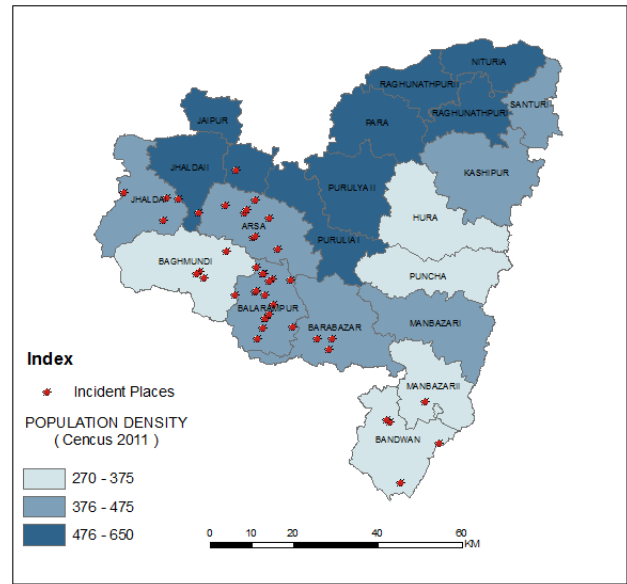 NITURIA
RAGHUNATHPUR II
SANTURI
RAGHUNATHPUR I
JAIPUR
PARA
KASHIPUR
JHALDA II
JHALDA I
PURULYA II
HURA
ARSA
PURULIA I
BAGHMUNDI
PUNCHA
BALARAMPUR
BARABAZAR
MANBAZAR I
MANBAZAR II
BANDWAN
Index
Incident Places
POPULATION DENSITY
( Cencus 2011 )
270 - 375
376 - 475
476 - 650
0 10 20 40 60
KM